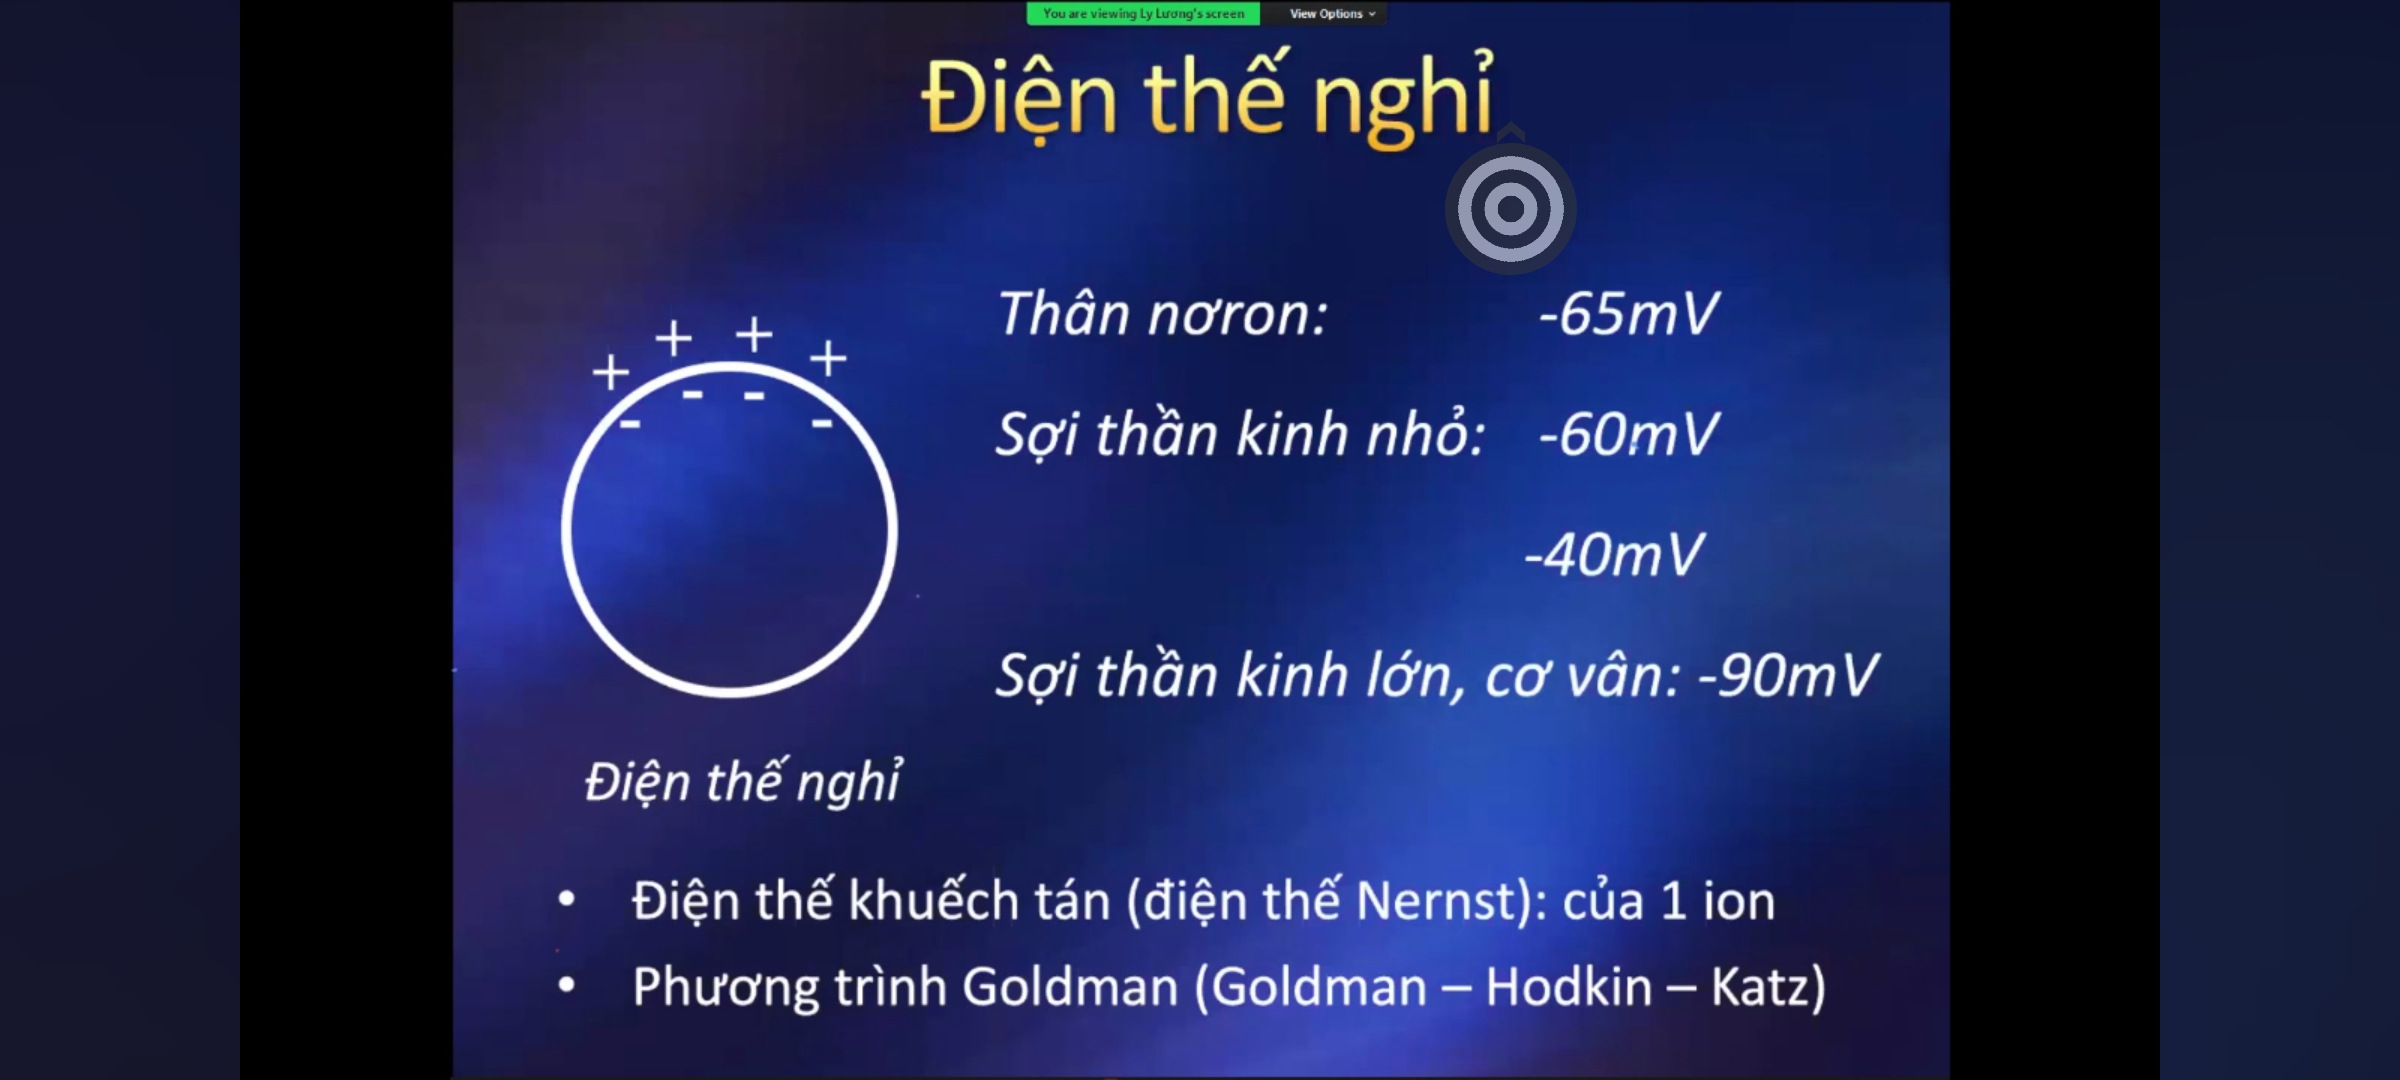 You are viewing Ly Lương's screen View Options
Điện thế nghỉ
+ + + +
- - - -
Thân nơron: -65mV
Sợi thần kinh nhỏ: -60mV
-40mV
Sợi thần kinh lớn, cơ vân: -90mV
Điện thế nghỉ
• Điện thế khuếch tán (điện thế Nernst): của 1 ion
• Phương trình Goldman (Goldman – Hodkin – Katz)